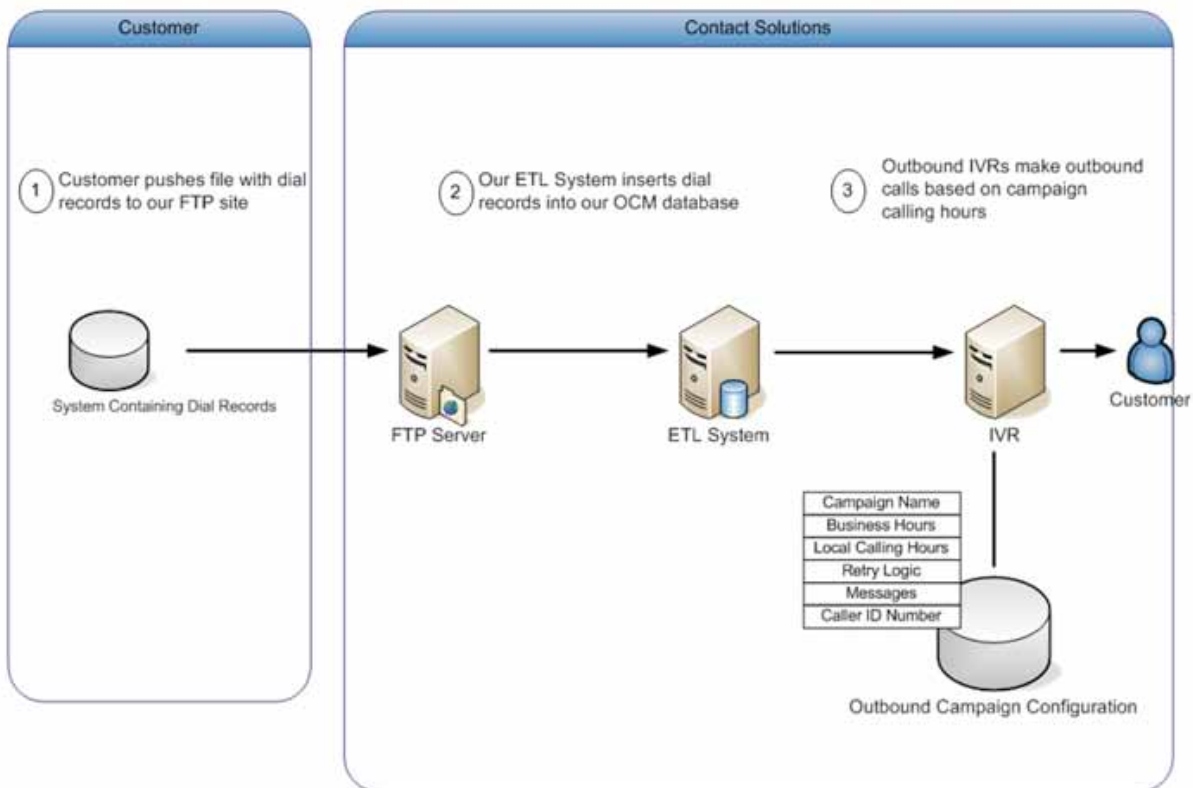 Customer
Contact Solutions
1
Customer pushes file with dial
records to our FTP site
2
Our ETL System inserts dial
records into our OCM database
3
Outbound IVRs make outbound
calls based on campaign
calling hours
System Containing Dial Records
FTP Server
ETL System
IVR
Customer
Campaign Name
Business Hours
Local Calling Hours
Retry Logic
Messages
Caller ID Number
Outbound Campaign Configuration